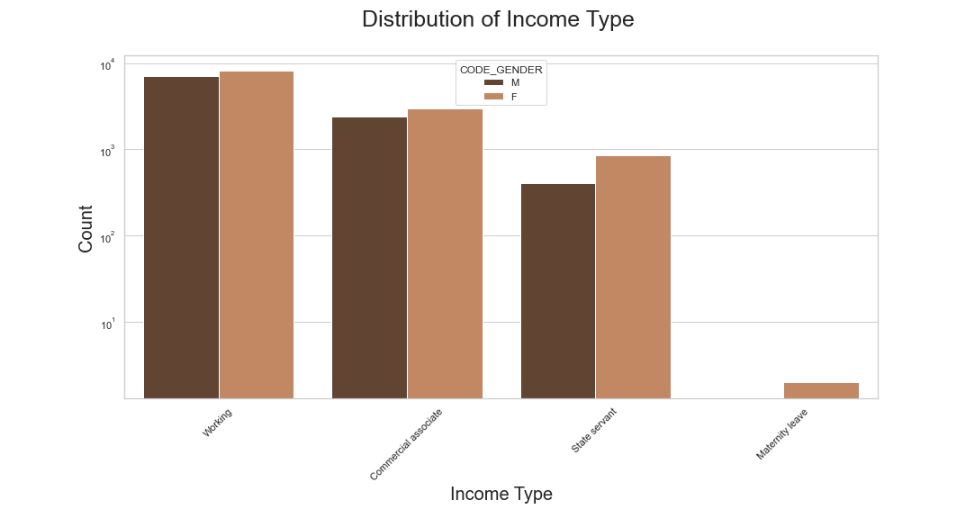 Distribution of Income Type
CODE_GENDER
M
F
10⁴
10³
10²
10¹
Count
Working
Commercial associate
State servant
Maternity leave
Income Type